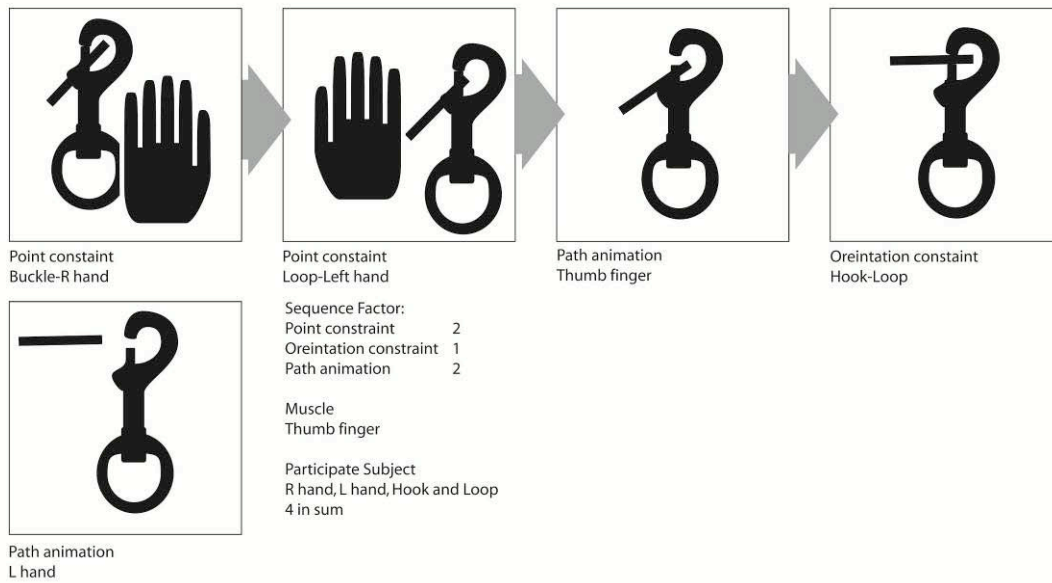 Point constaint
Buckle-R hand
Point constaint
Loop-Left hand
Path animation
Thumb finger
Oreintation constaint
Hook-Loop
Path animation
L hand
Sequence Factor:
Point constraint 2
Oreintation constraint 1
Path animation 2
Muscle
Thumb finger
Participate Subject
R hand, L hand, Hook and Loop
4 in sum